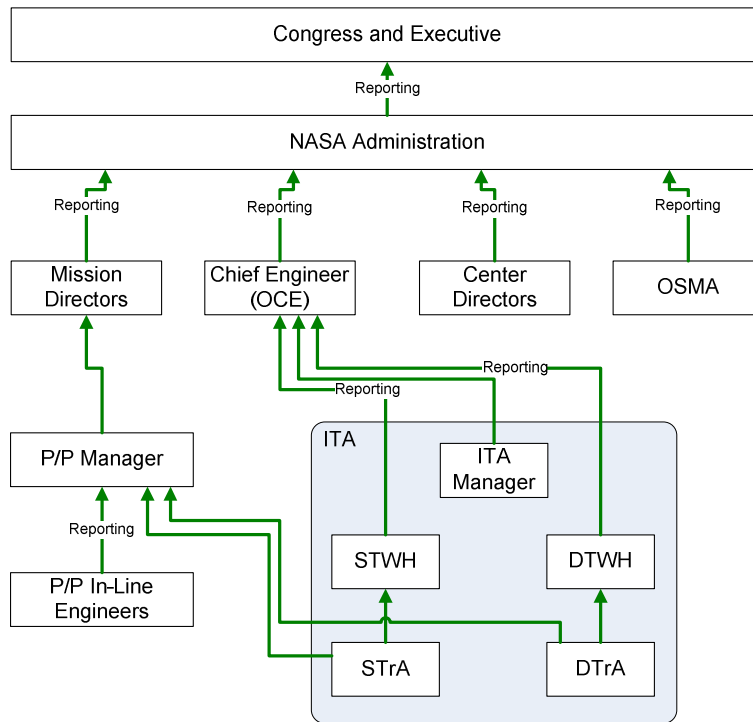 Congress and Executive
Reporting
NASA Administration
Reporting
Reporting
Reporting
Reporting
Mission
Directors
Chief Engineer
(OCE)
Center
Directors
OSMA
Reporting
Reporting
ITA
P/P Manager
ITA
Manager
Reporting
STWH
DTWH
P/P In-Line
Engineers
STrA
DTrA